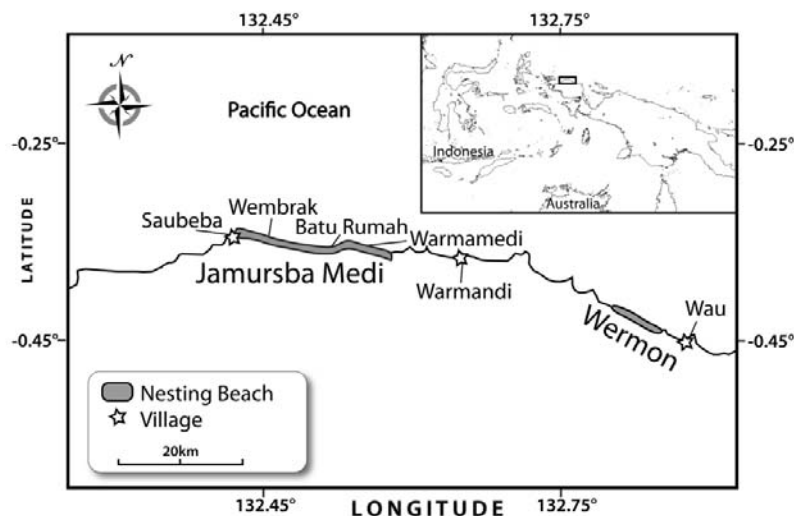 132.45°
132.75°
N
Pacific Ocean
-0.25°
-0.25°
Indonesia
Australia
LATITUDE
Saubeba
Wembrak
Batu Rumah
Warmamedi
Jamursba Medi
Warmandi
Wau
Wermon
-0.45°
-0.45°
Nesting Beach
Village
20km
132.45°
LONGITUDE
132.75°